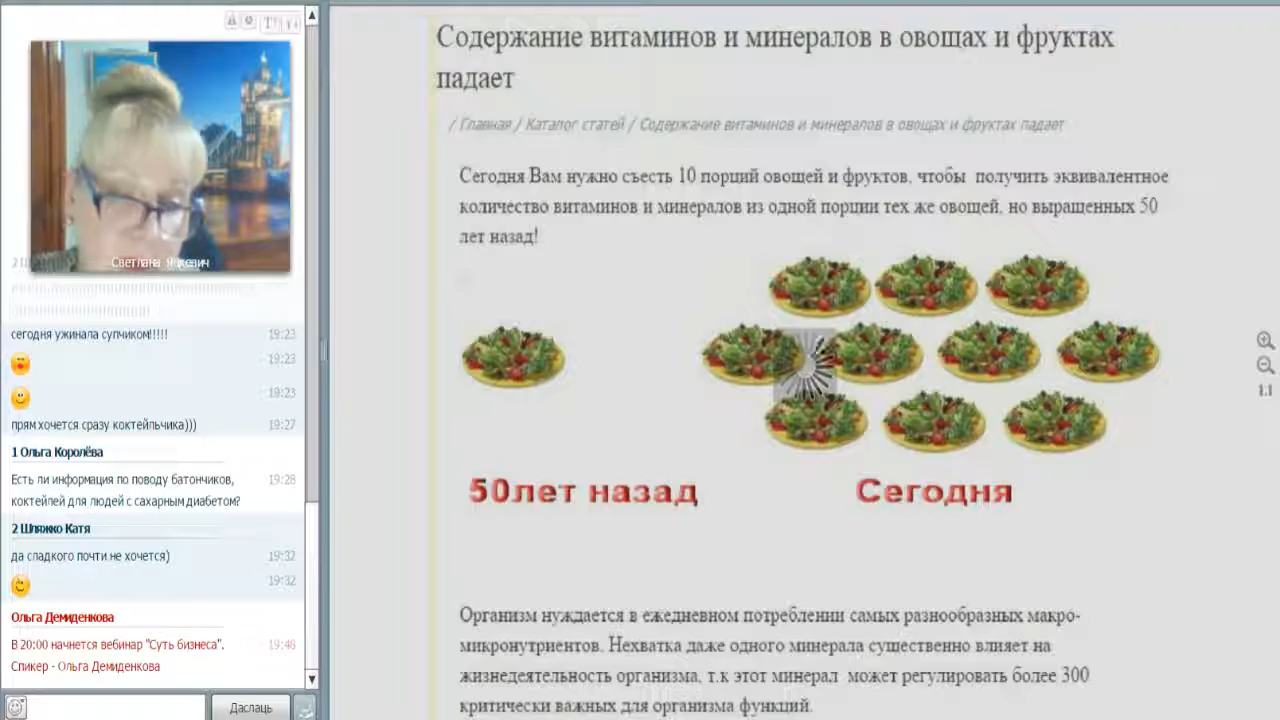 Светлана Яцкевич
сегодня ужинала супчиком!!!!! 19:23
19:23
19:23
прям хочется сразу коктейльчика))) 19:27
1 Ольга Королёва
Есть ли информация по поводу батончиков, 19:28
коктейлей для людей с сахарным диабетом?
2 Шляжко Катя
да сладкого почти не хочется) 19:32
19:32
Ольга Демиденкова
В 20:00 начнется вебинар "Суть бизнеса". 19:46
Спикер - Ольга Демиденкова
Даслаць
Содержание витаминов и минералов в овощах и фруктах
падает
/ Главная / Каталог статей / Содержание витаминов и минералов в овощах и фруктах падает
Сегодня Вам нужно съесть 10 порций овощей и фруктов, чтобы получить эквивалентное
количество витаминов и минералов из одной порции тех же овощей, но выращенных 50
лет назад!
50лет назад Сегодня
Организм нуждается в ежедневном потреблении самых разнообразных макро-
микронутриентов. Нехватка даже одного минерала существенно влияет на
жизнедеятельность организма, т.к этот минерал может регулировать более 300
критически важных для организма функций.
1:1